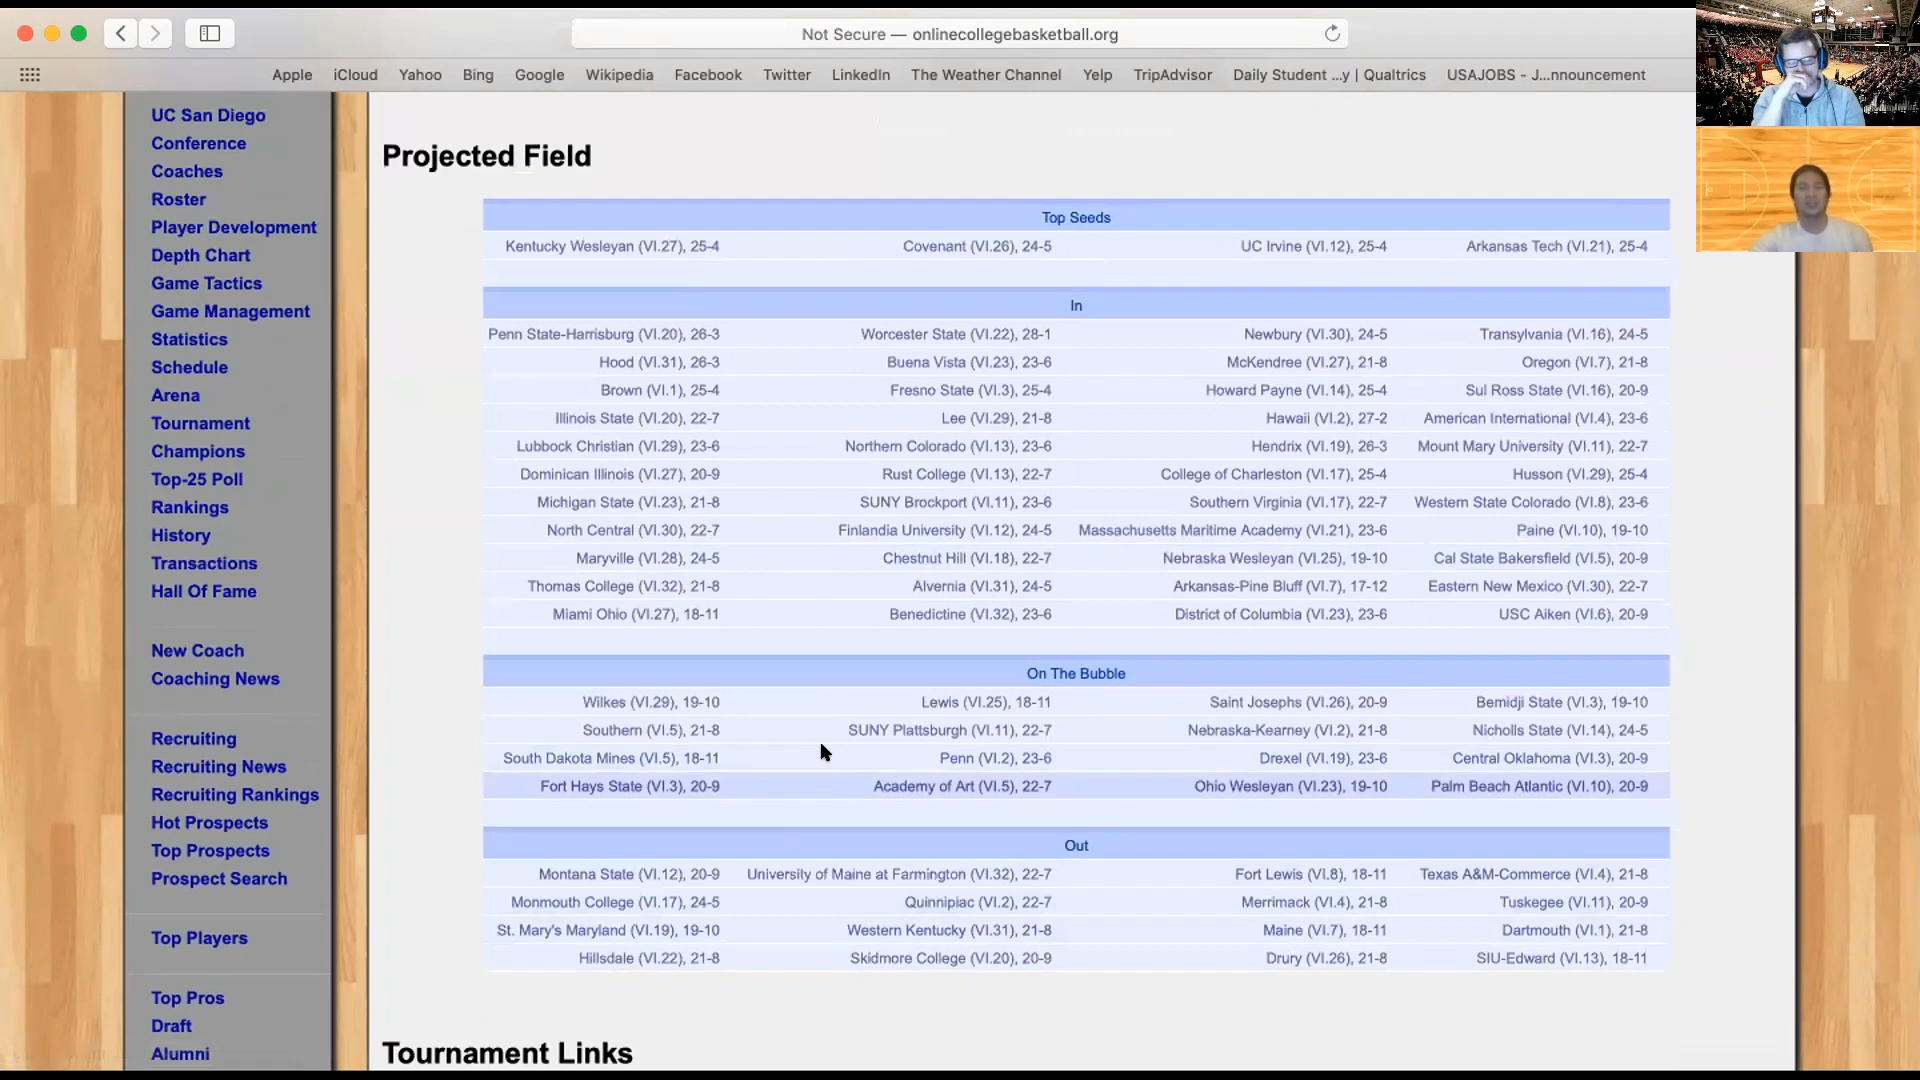 Not Secure — onlinecollegebasketball.org
Apple iCloud Yahoo Bing Google Wikipedia Facebook Twitter LinkedIn The Weather Channel Yelp TripAdvisor Daily Student ...y | Qualtrics USAJOBS - J...nnouncement
UC San Diego
Conference
Coaches
Roster
Player Development
Depth Chart
Game Tactics
Game Management
Statistics
Schedule
Arena
Tournament
Champions
Top-25 Poll
Rankings
History
Transactions
Hall Of Fame
New Coach
Coaching News
Recruiting
Recruiting News
Recruiting Rankings
Hot Prospects
Top Prospects
Prospect Search
Top Players
Top Pros
Draft
Alumni
Projected Field
Top Seeds
Kentucky Wesleyan (VI.27), 25-4 Covenant (VI.26), 24-5 UC Irvine (VI.12), 25-4 Arkansas Tech (VI.21), 25-4
In
Penn State-Harrisburg (VI.20), 26-3 Worcester State (VI.22), 28-1 Newbury (VI.30), 24-5 Transylvania (VI.16), 24-5
Hood (VI.31), 26-3 Buena Vista (VI.23), 23-6 McKendree (VI.27), 21-8 Oregon (VI.7), 21-8
Brown (VI.1), 25-4 Fresno State (VI.3), 25-4 Howard Payne (VI.14), 25-4 Sul Ross State (VI.16), 20-9
Illinois State (VI.20), 22-7 Lee (VI.29), 21-8 Hawaii (VI.2), 27-2 American International (VI.4), 23-6
Lubbock Christian (VI.29), 23-6 Northern Colorado (VI.13), 23-6 Hendrix (VI.19), 26-3 Mount Mary University (VI.11), 22-7
Dominican Illinois (VI.27), 20-9 Rust College (VI.13), 22-7 College of Charleston (VI.17), 25-4 Husson (VI.29), 25-4
Michigan State (VI.23), 21-8 SUNY Brockport (VI.11), 23-6 Southern Virginia (VI.17), 22-7 Western State Colorado (VI.8), 23-6
North Central (VI.30), 22-7 Finlandia University (VI.12), 24-5 Massachusetts Maritime Academy (VI.21), 23-6 Paine (VI.10), 19-10
Maryville (VI.28), 24-5 Chestnut Hill (VI.18), 22-7 Nebraska Wesleyan (VI.25), 19-10 Cal State Bakersfield (VI.5), 20-9
Thomas College (VI.32), 21-8 Alvernia (VI.31), 24-5 Arkansas-Pine Bluff (VI.7), 17-12 Eastern New Mexico (VI.30), 22-7
Miami Ohio (VI.27), 18-11 Benedictine (VI.32), 23-6 District of Columbia (VI.23), 23-6 USC Aiken (VI.6), 20-9
On The Bubble
Wilkes (VI.29), 19-10 Lewis (VI.25), 18-11 Saint Josephs (VI.26), 20-9 Bemidji State (VI.3), 19-10
Southern (VI.5), 21-8 SUNY Plattsburgh (VI.11), 22-7 Nebraska-Kearney (VI.2), 21-8 Nicholls State (VI.14), 24-5
South Dakota Mines (VI.5), 18-11 Penn (VI.2), 23-6 Drexel (VI.19), 23-6 Central Oklahoma (VI.3), 20-9
Fort Hays State (VI.3), 20-9 Academy of Art (VI.5), 22-7 Ohio Wesleyan (VI.23), 19-10 Palm Beach Atlantic (VI.10), 20-9
Out
Montana State (VI.12), 20-9 University of Maine at Farmington (VI.32), 22-7 Fort Lewis (VI.8), 18-11 Texas A&M-Commerce (VI.4), 21-8
Monmouth College (VI.17), 24-5 Quinnipiac (VI.2), 22-7 Merrimack (VI.4), 21-8 Tuskegee (VI.11), 20-9
St. Mary's Maryland (VI.19), 19-10 Western Kentucky (VI.31), 21-8 Maine (VI.7), 18-11 Dartmouth (VI.1), 21-8
Hillsdale (VI.22), 21-8 Skidmore College (VI.20), 20-9 Drury (VI.26), 21-8 SIU-Edward (VI.13), 18-11
Tournament Links